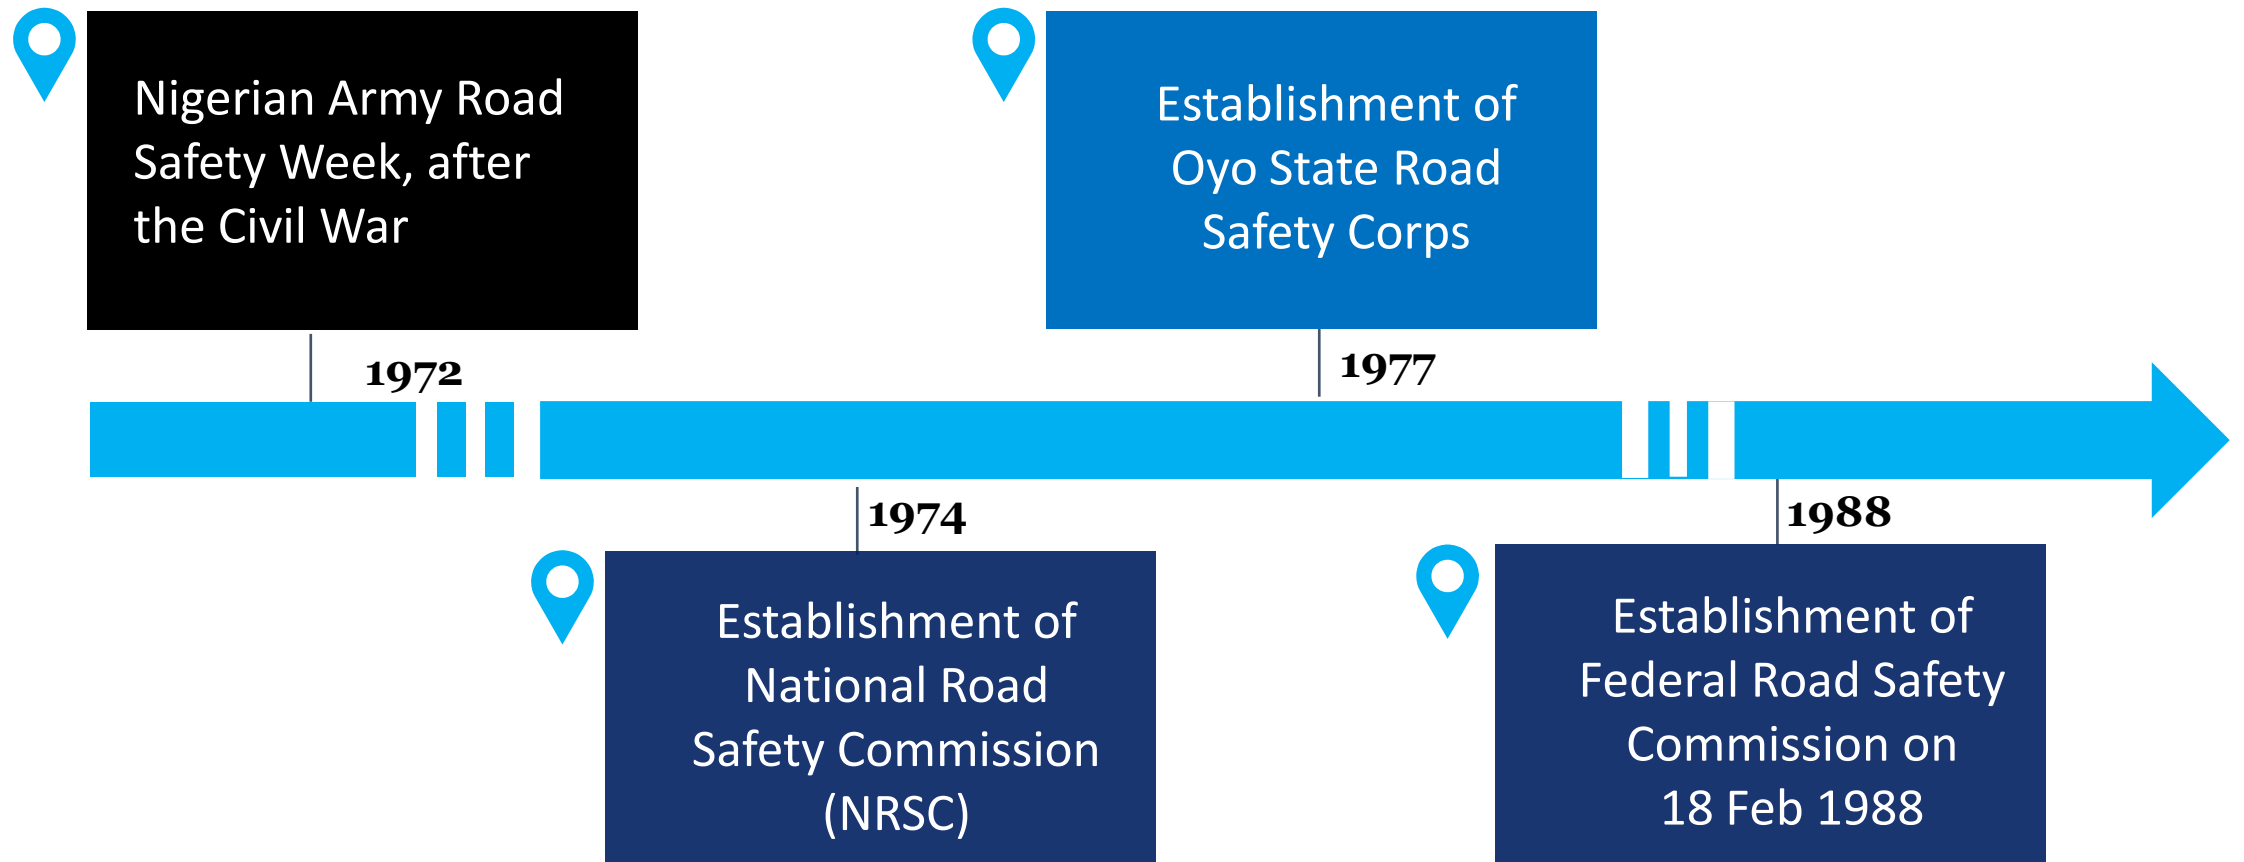 Nigerian Army Road
Safety Week, after
the Civil War
1972
Establishment of
National Road
Safety Commission
(NRSC)
1974
Establishment of
Oyo State Road
Safety Corps
1977
Establishment of
Federal Road Safety
Commission on
18 Feb 1988
1988